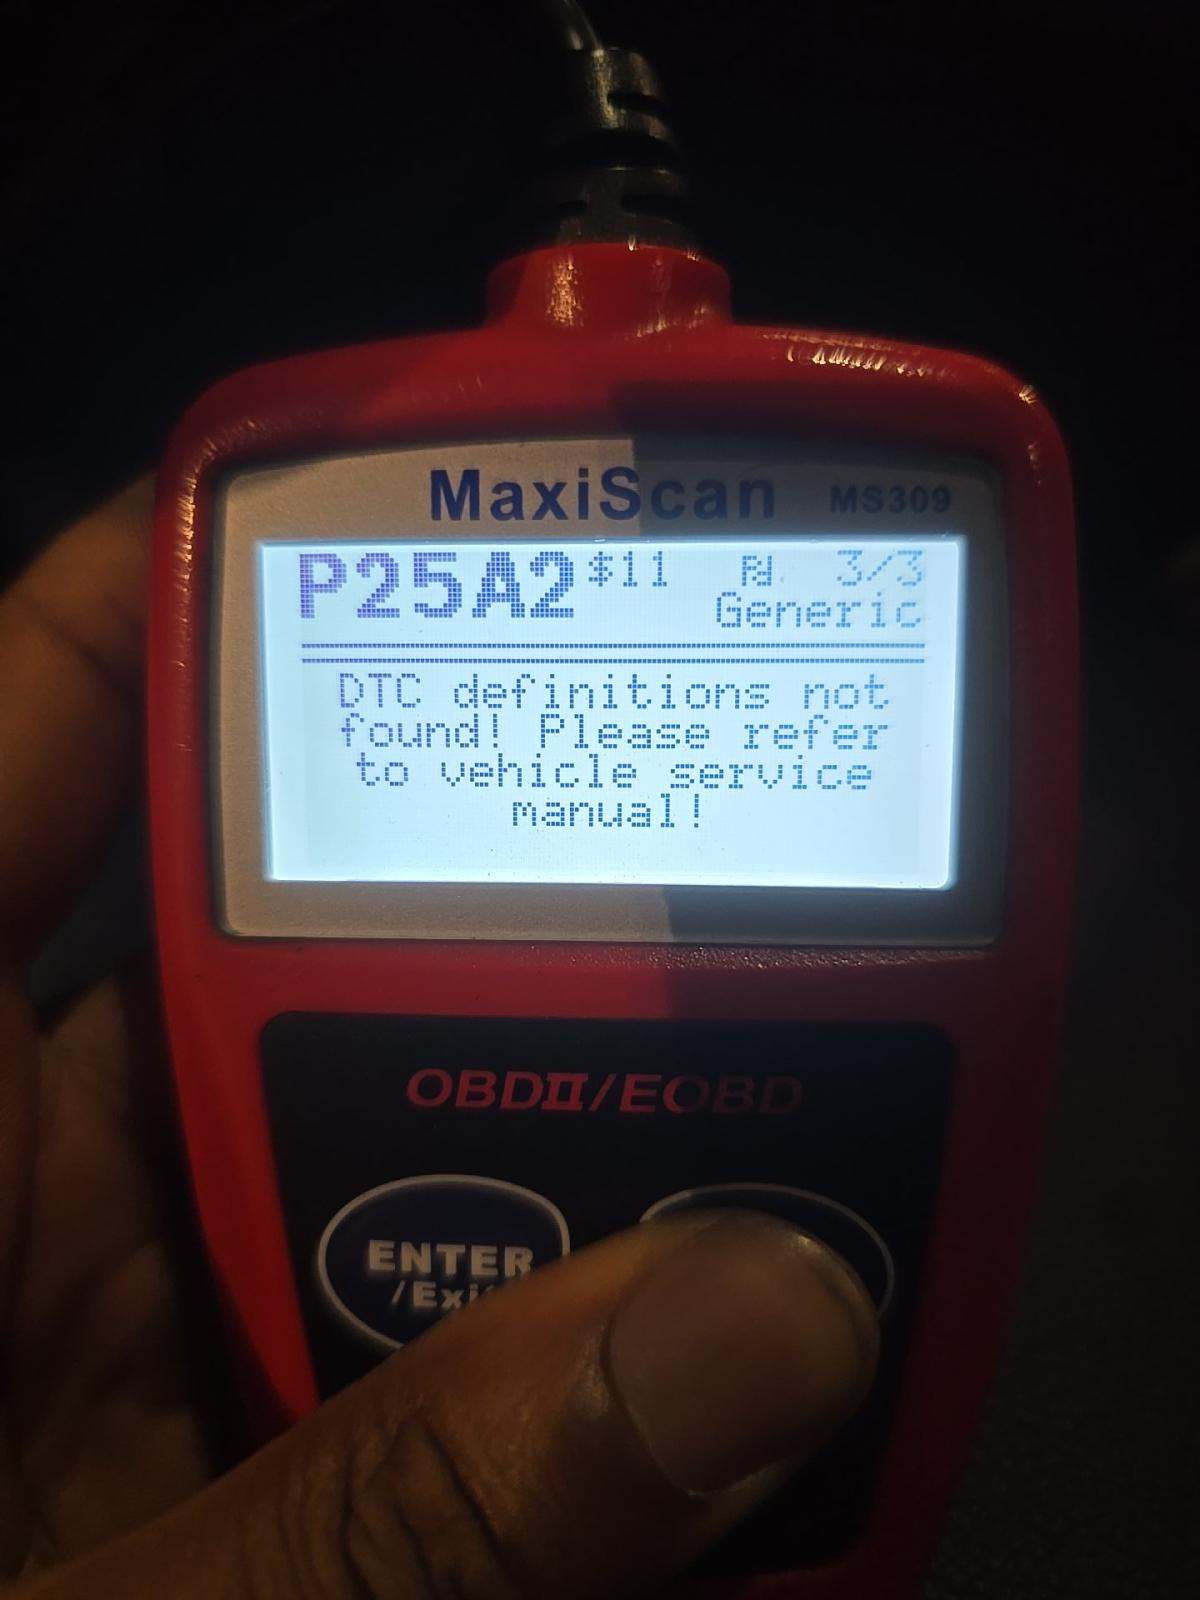 MaxiScan MS309
P25A2 $11 Pd. 3/3
Generic
DTC definitions not
found! Please refer
to vehicle service
manual!
OBDII/EOBD
ENTER